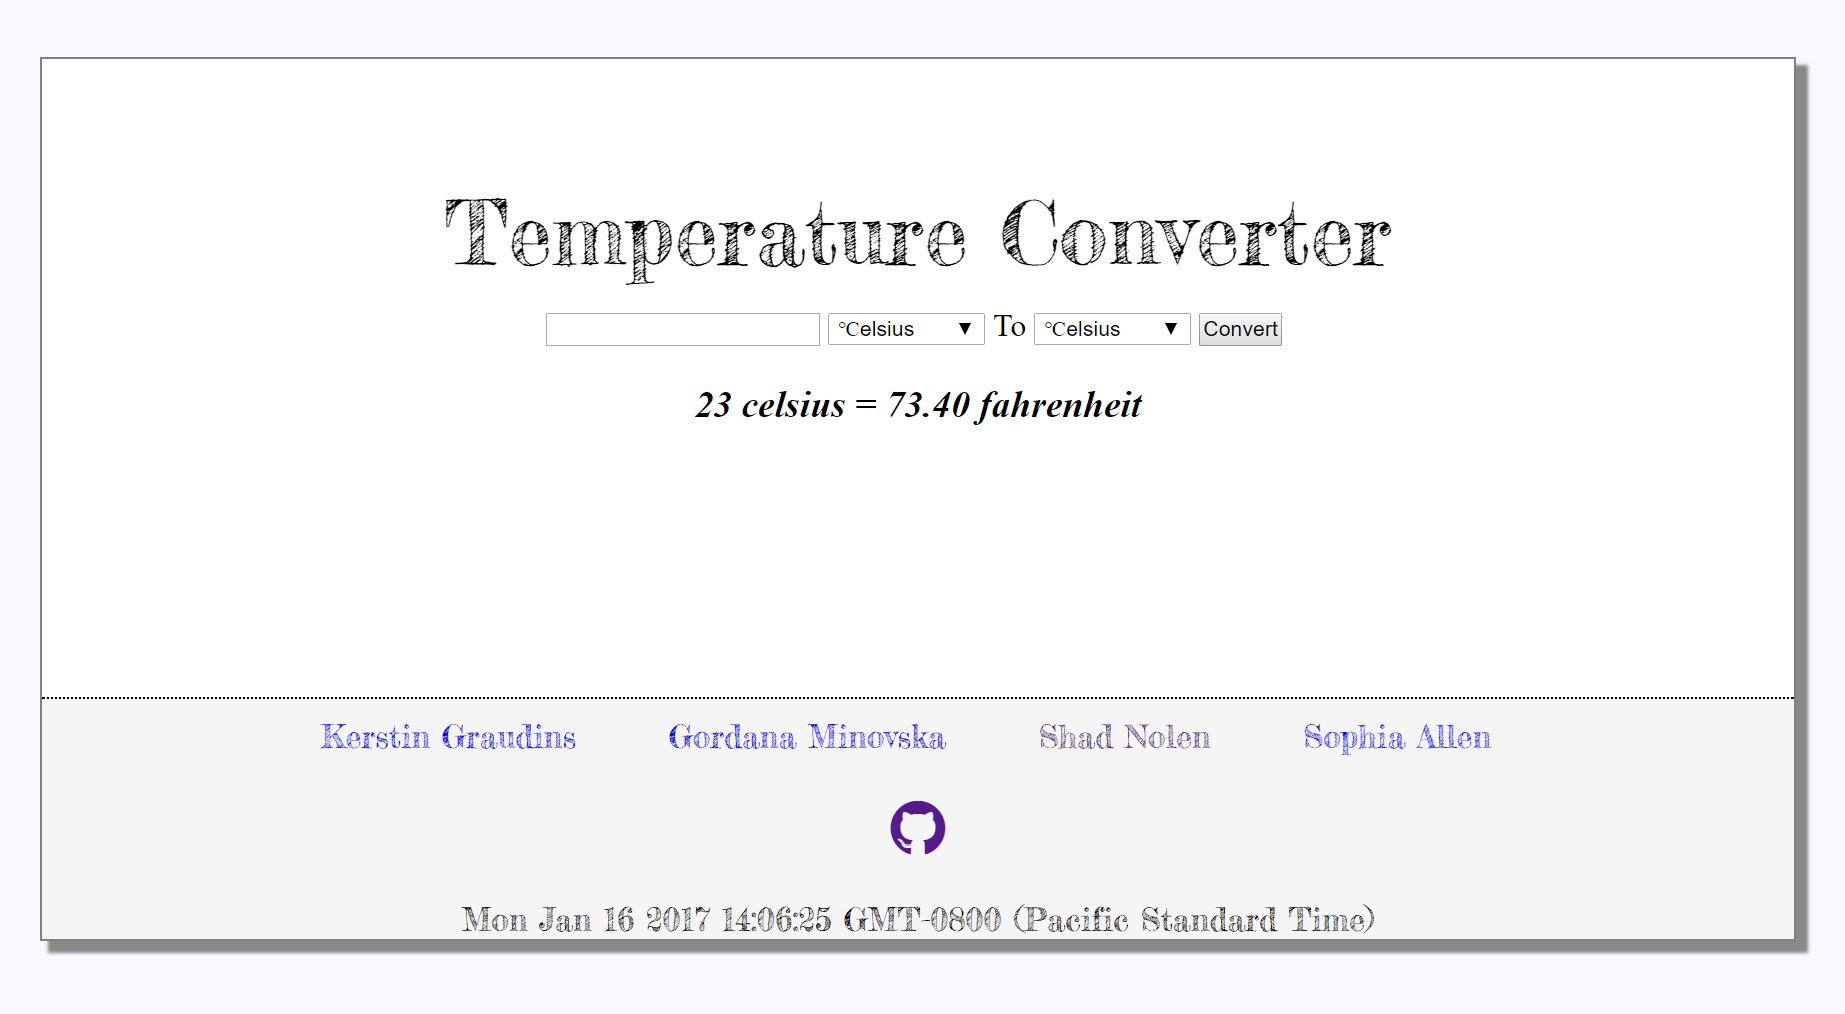 Temperature Converter
°Celsius ▼ To °Celsius ▼ Convert
23 celsius = 73.40 fahrenheit
Kerstin Graudins Gordana Minovska Shad Nolen Sophia Allen
Mon Jan 16 2017 14:06:25 GMT-0800 (Pacific Standard Time)